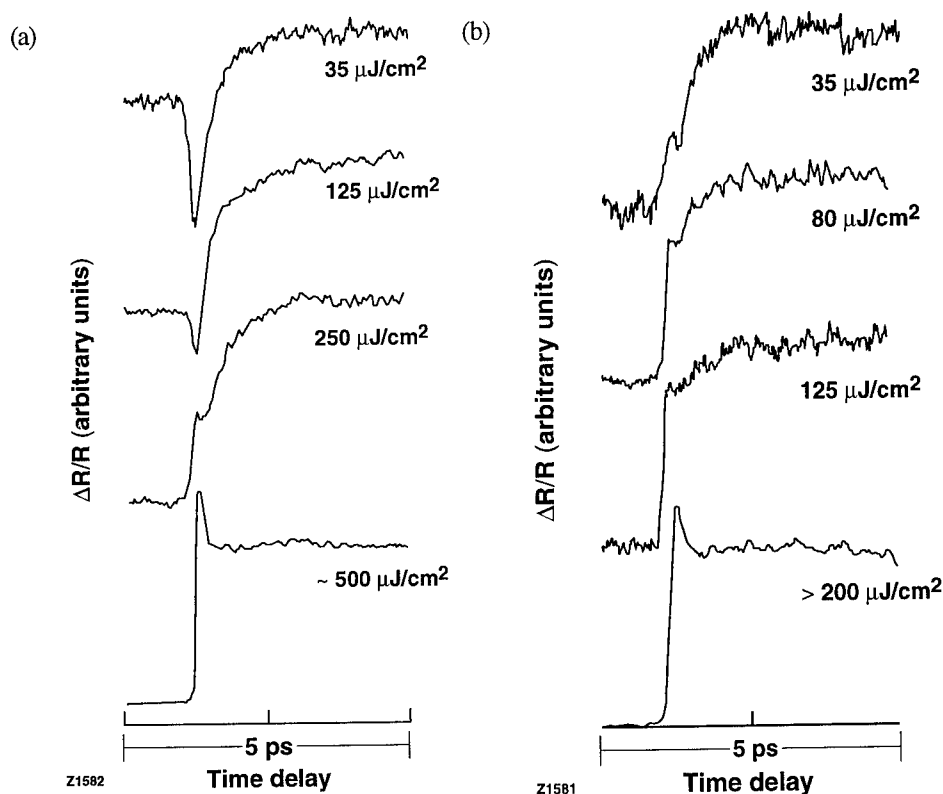 (a)
35 μJ/cm²
125 μJ/cm²
250 μJ/cm²
~ 500 μJ/cm²
ΔR/R (arbitrary units)
5 ps
Time delay
Z1582
(b)
35 μJ/cm²
80 μJ/cm²
125 μJ/cm²
> 200 μJ/cm²
ΔR/R (arbitrary units)
5 ps
Time delay
Z1581